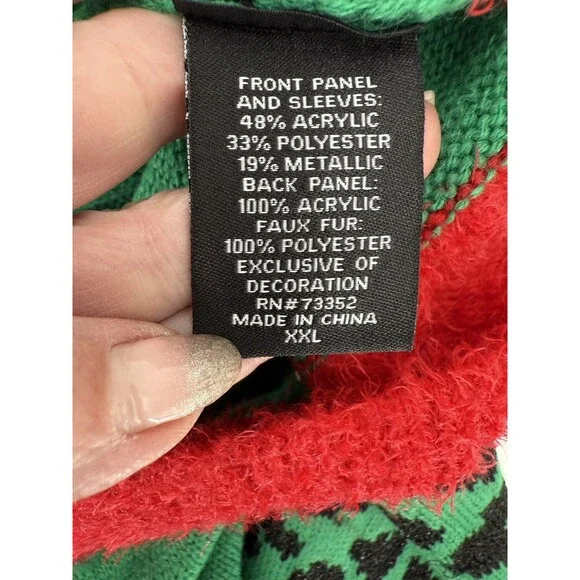 FRONT PANEL
AND SLEEVES:
48% ACRYLIC
33% POLYESTER
19% METALLIC
BACK PANEL:
100% ACRYLIC
FAUX FUR:
100% POLYESTER
EXCLUSIVE OF
DECORATION
RN#73352
MADE IN CHINA
XXL